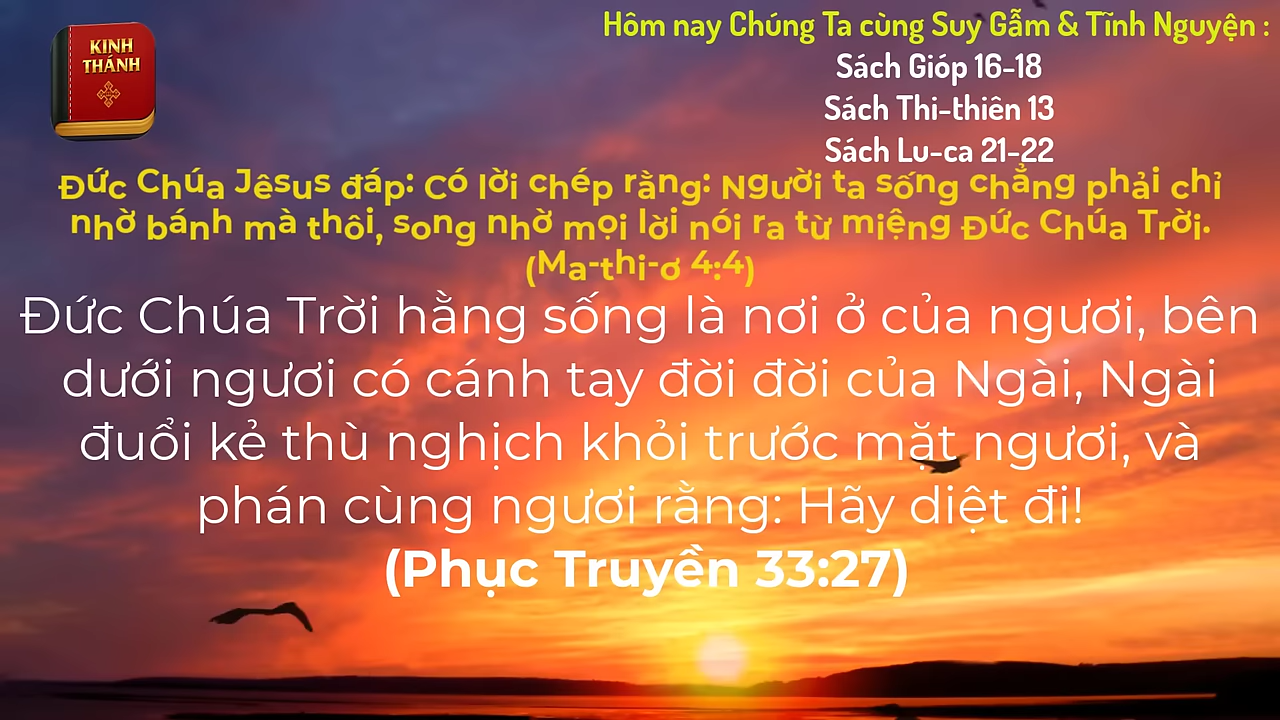 KINH
THÁNH
Hôm nay Chúng Ta cùng Suy Gẫm & Tĩnh Nguyện :
Sách Gióp 16-18
Sách Thi-thiên 13
Sách Lu-ca 21-22
Đức Chúa Jêsus đáp: Có lời chép rằng: Người ta sống chẳng phải chỉ
nhờ bánh mà thôi, song nhờ mọi lời nói ra từ miệng Đức Chúa Trời.
(Ma-thi-ơ 4:4)
Đức Chúa Trời hằng sống là nơi ở của ngươi, bên
dưới ngươi có cánh tay đời đời của Ngài, Ngài
đuổi kẻ thù nghịch khỏi trước mặt ngươi, và
phán cùng ngươi rằng: Hãy diệt đi!
(Phục Truyền 33:27)